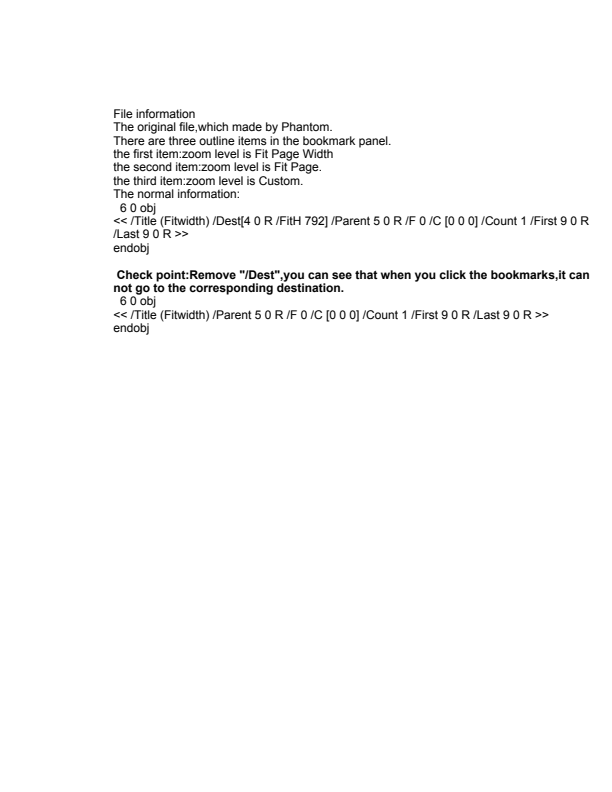 File information
The original file,which made by Phantom.
There are three outline items in the bookmark panel.
the first item:zoom level is Fit Page Width
the second item:zoom level is Fit Page.
the third item:zoom level is Custom.
The normal information:
6 0 obj
<< /Title (Fitwidth) /Dest[4 0 R /FitH 792] /Parent 5 0 R /F 0 /C [0 0 0] /Count 1 /First 9 0 R
/Last 9 0 R >>
endobj
Check point:Remove "/Dest",you can see that when you click the bookmarks,it can
not go to the corresponding destination.
6 0 obj
<< /Title (Fitwidth) /Parent 5 0 R /F 0 /C [0 0 0] /Count 1 /First 9 0 R /Last 9 0 R >>
endobj